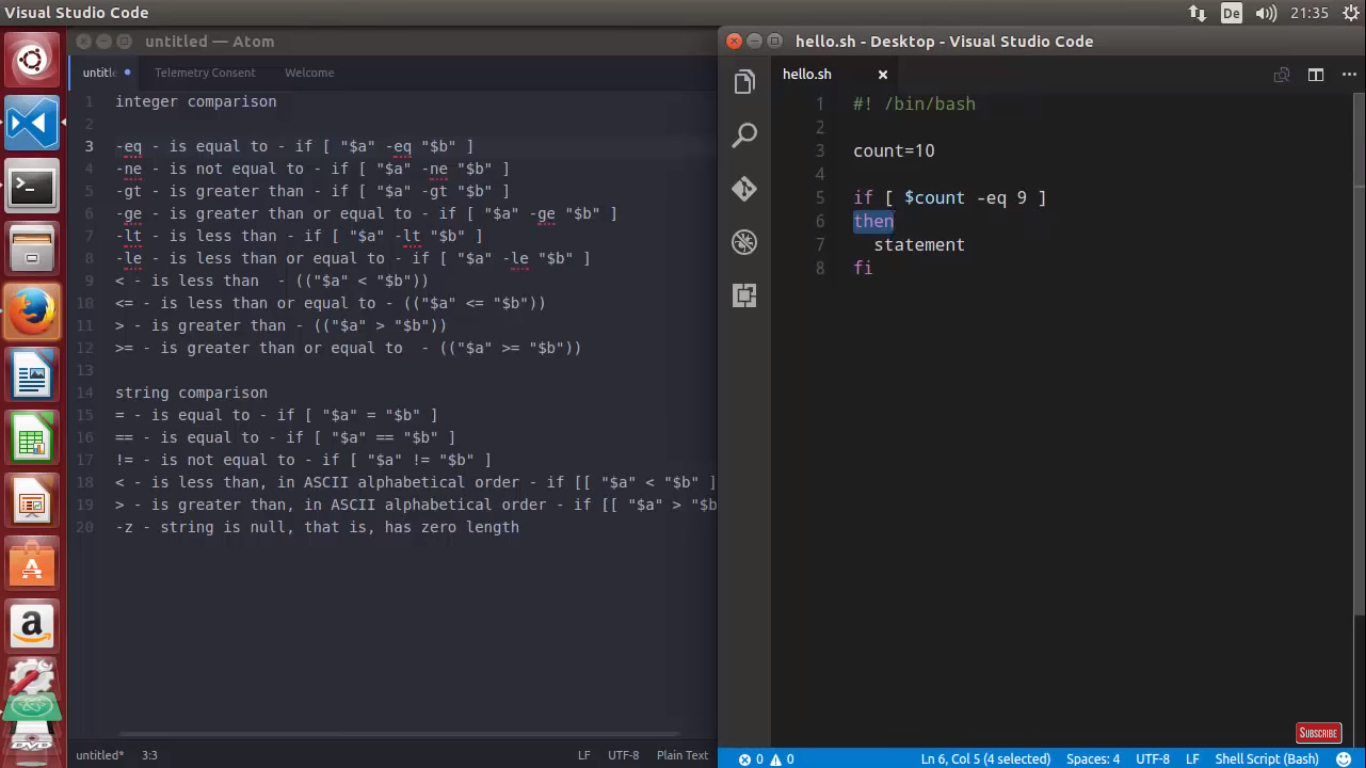 Visual Studio Code
De
21:35
untitled — Atom
untitle
Telemetry Consent
Welcome
1 integer comparison
2
3 -eq - is equal to - if [ "$a" -eq "$b" ]
4 -ne - is not equal to - if [ "$a" -ne "$b" ]
5 -gt - is greater than - if [ "$a" -gt "$b" ]
6 -ge - is greater than or equal to - if [ "$a" -ge "$b" ]
7 -lt - is less than - if [ "$a" -lt "$b" ]
8 -le - is less than or equal to - if [ "$a" -le "$b" ]
9 < - is less than  - (("$a" < "$b"))
10 <= - is less than or equal to - (("$a" <= "$b"))
11 > - is greater than - (("$a" > "$b"))
12 >= - is greater than or equal to  - (("$a" >= "$b"))
13
14 string comparison
15 = - is equal to - if [ "$a" = "$b" ]
16 == - is equal to - if [ "$a" == "$b" ]
17 != - is not equal to - if [ "$a" != "$b" ]
18 < - is less than, in ASCII alphabetical order - if [[ "$a" < "$b" ]
19 > - is greater than, in ASCII alphabetical order - if [[ "$a" > "$b
20 -z - string is null, that is, has zero length
untitled* 3:3
LF UTF-8 Plain Text
hello.sh - Desktop - Visual Studio Code
hello.sh
1 #! /bin/bash
2
3 count=10
4
5 if [ $count -eq 9 ]
6 then
7   statement
8 fi
SUBSCRIBE
0 0
Ln 6, Col 5 (4 selected) Spaces: 4 UTF-8 LF Shell Script (Bash)
a
A
DVD